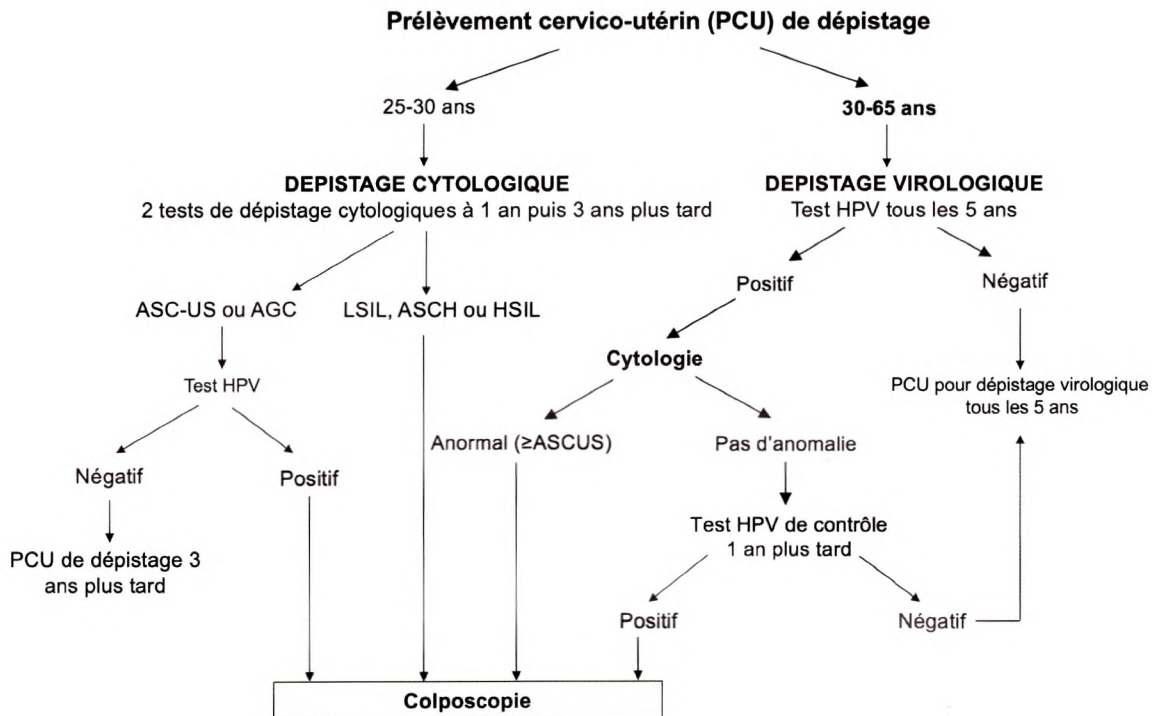 Prélèvement cervico-utérin (PCU) de dépistage
25-30 ans
30-65 ans
DEPISTAGE CYTOLOGIQUE
2 tests de dépistage cytologiques à 1 an puis 3 ans plus tard
DEPISTAGE VIROLOGIQUE
Test HPV tous les 5 ans
ASC-US ou AGC
LSIL, ASCH ou HSIL
Positif
Négatif
Test HPV
Cytologie
PCU pour dépistage virologique
tous les 5 ans
Négatif
Positif
Anormal (≥ASCUS)
Pas d'anomalie
PCU de dépistage 3
ans plus tard
Test HPV de contrôle
1 an plus tard
Positif
Négatif
Colposcopie